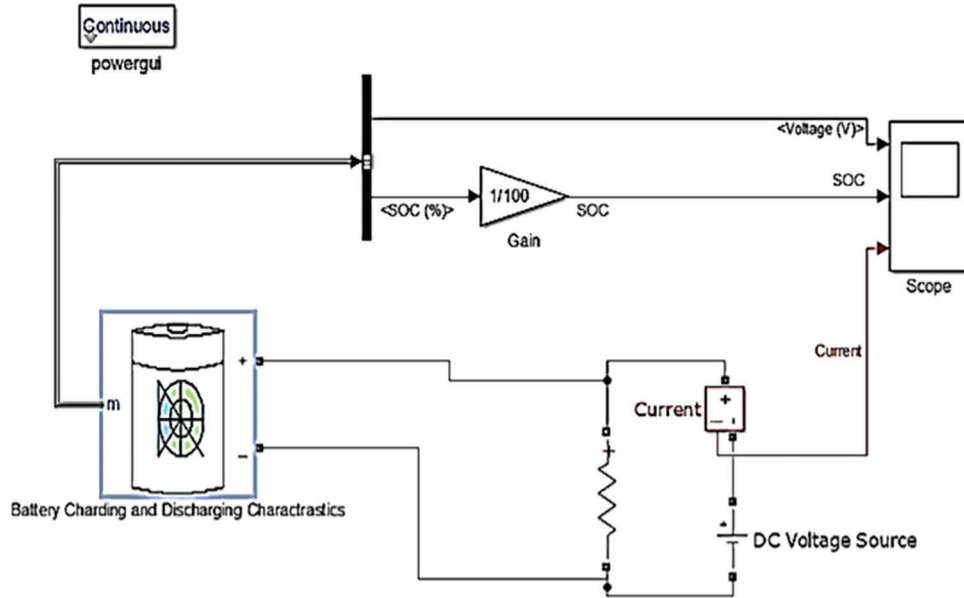 Continuous
powergui
<Voltage (V)>
SOC
<SOC (%)>
1/100
SOC
Gain
Scope
Current
m
+
−
Current
+
−
Battery Charding and Discharging Charactrastics
+
+
DC Voltage Source